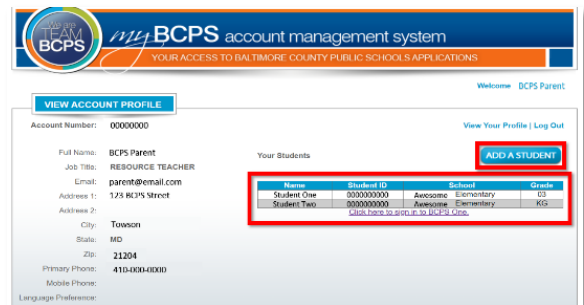 We are
TEAM
BCPS
myBCPS account management system
YOUR ACCESS TO BALTIMORE COUNTY PUBLIC SCHOOLS APPLICATIONS
Welcome BCPS Parent
VIEW ACCOUNT PROFILE
Account Number: 00000000
View Your Profile | Log Out
Full Name: BCPS Parent
Your Students
ADD A STUDENT
Job Title: RESOURCE TEACHER
Email: parent@email.com
Address 1: 123 BCPS Street
Address 2:
City: Towson
State: MD
Zip: 21204
Primary Phone: 410-000-0000
Mobile Phone:
Language Preference:
Name Student ID School Grade
Student One 0000000000 Awesome Elementary 03
Student Two 0000000000 Awesome Elementary KG
Click here to sign in to BCPS One.